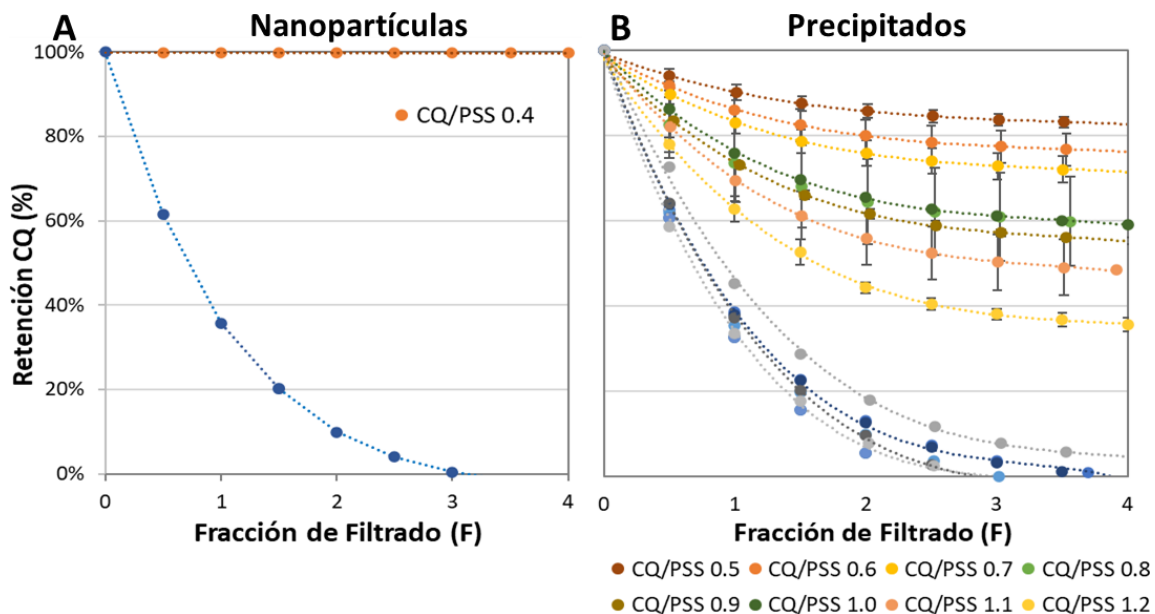 A Nanopartículas
B Precipitados
Retención CQ (%)
100%
80%
60%
40%
20%
0%
CQ/PSS 0.4
0 1 2 3 4
Fracción de Filtrado (F)
0 1 2 3 4
Fracción de Filtrado (F)
CQ/PSS 0.5 CQ/PSS 0.6 CQ/PSS 0.7 CQ/PSS 0.8
CQ/PSS 0.9 CQ/PSS 1.0 CQ/PSS 1.1 CQ/PSS 1.2